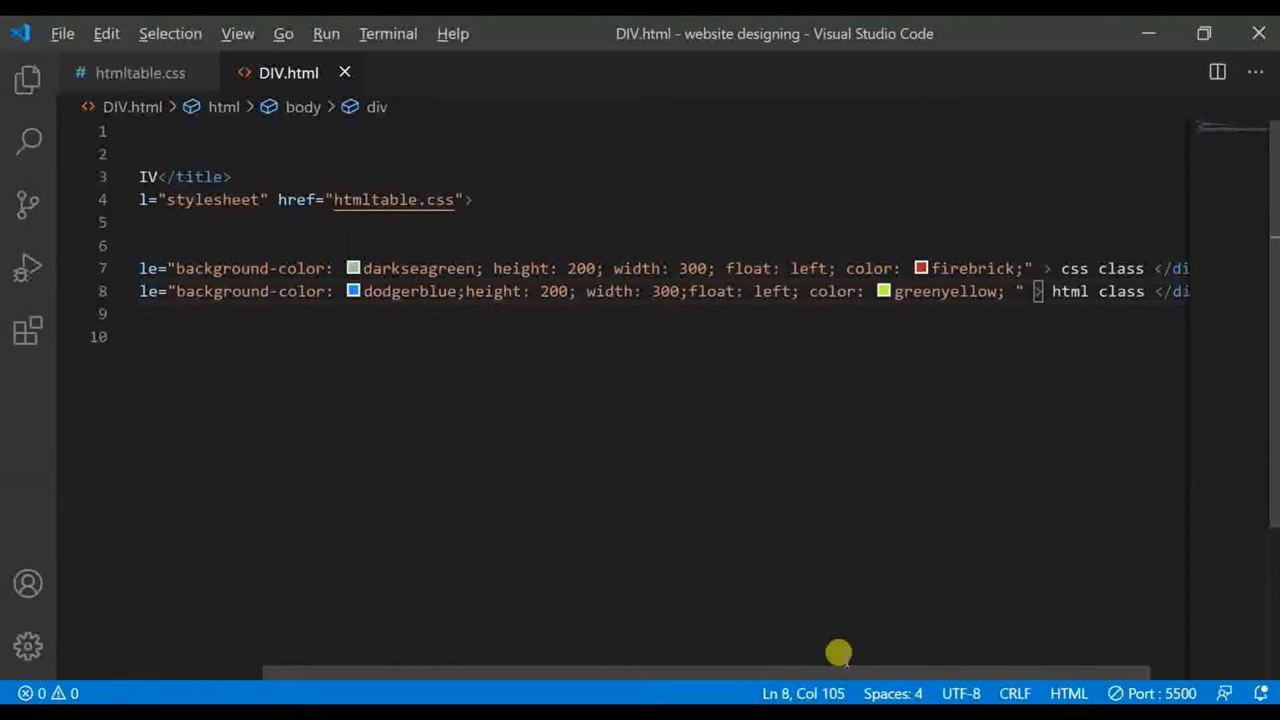 File Edit Selection View Go Run Terminal Help DIV.html - website designing - Visual Studio Code
# htmltable.css <> DIV.html
<> DIV.html > html > body > div
1
2
3 IV</title>
4 l="stylesheet" href="htmltable.css">
5
6
7 le="background-color: darkseagreen; height: 200; width: 300; float: left; color: firebrick;" > css class </di
8 le="background-color: dodgerblue;height: 200; width: 300;float: left; color: greenyellow; " > html class </di
9
10
0 0 Ln 8, Col 105 Spaces: 4 UTF-8 CRLF HTML Port : 5500